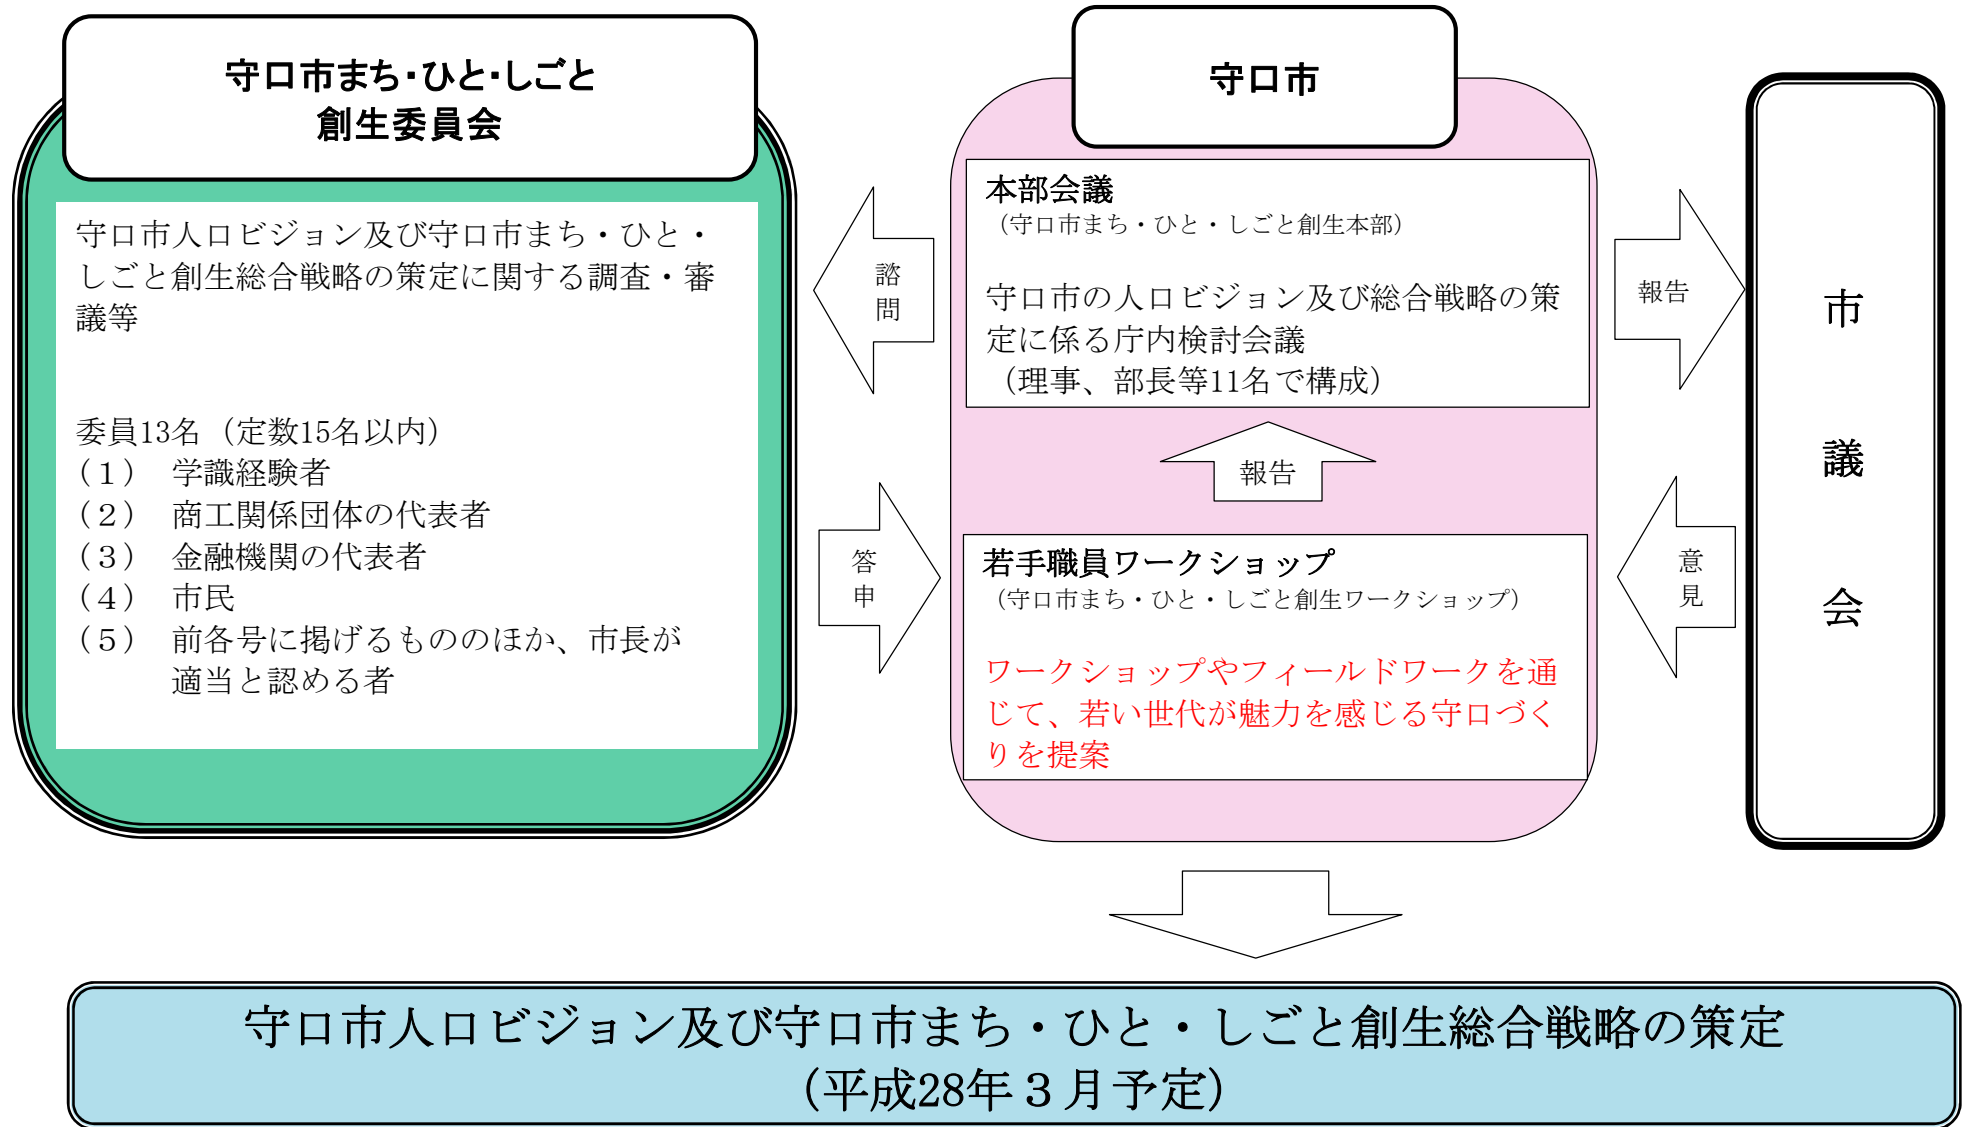 守口市まち・ひと・しごと
創生委員会
守口市人口ビジョン及び守口市まち・ひと・
しごと創生総合戦略の策定に関する調査・審
議等
委員13名（定数15名以内）
（１）　学識経験者
（２）　商工関係団体の代表者
（３）　金融機関の代表者
（４）　市民
（５）　前各号に掲げるもののほか、市長が
適当と認める者
諮
問
答
申
守口市
本部会議
（守口市まち・ひと・しごと創生本部）
守口市の人口ビジョン及び総合戦略の策
定に係る庁内検討会議
（理事、部長等11名で構成）
報告
若手職員ワークショップ
（守口市まち・ひと・しごと創生ワークショップ）
ワークショップやフィールドワークを通
じて、若い世代が魅力を感じる守口づく
りを提案
報告
意
見
市
議
会
守口市人口ビジョン及び守口市まち・ひと・しごと創生総合戦略の策定
（平成28年３月予定）